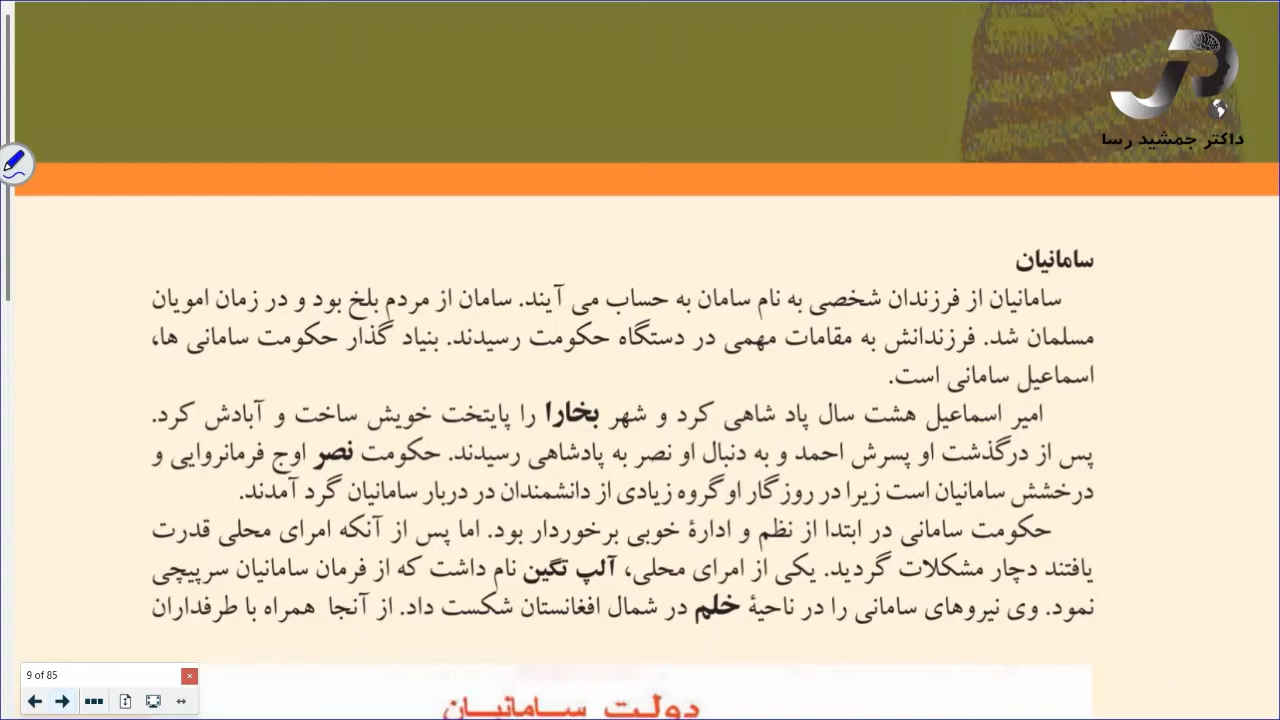 داکتر جمشید رسا
سامانیان
سامانیان از فرزندان شخصی به نام سامان به حساب می آیند. سامان از مردم بلخ بود و در زمان امویان
مسلمان شد. فرزندانش به مقامات مهمی در دستگاه حکومت رسیدند. بنیاد گذار حکومت سامانی ها،
اسماعیل سامانی است.
امیر اسماعیل هشت سال پاد شاهی کرد و شهر بخارا را پایتخت خویش ساخت و آبادش کرد.
پس از درگذشت او پسرش احمد و به دنبال او نصر به پادشاهی رسیدند. حکومت نصر اوج فرمانروایی و
درخشش سامانیان است زیرا در روزگار او گروه زیادی از دانشمندان در دربار سامانیان گرد آمدند.
حکومت سامانی در ابتدا از نظم و ادارۀ خوبی برخوردار بود. اما پس از آنکه امرای محلی قدرت
یافتند دچار مشکلات گردید. یکی از امرای محلی، آلپ تگین نام داشت که از فرمان سامانیان سرپیچی
نمود. وی نیروهای سامانی را در ناحیۀ خلم در شمال افغانستان شکست داد. از آنجا همراه با طرفداران
9 of 85
دولت سامانیان